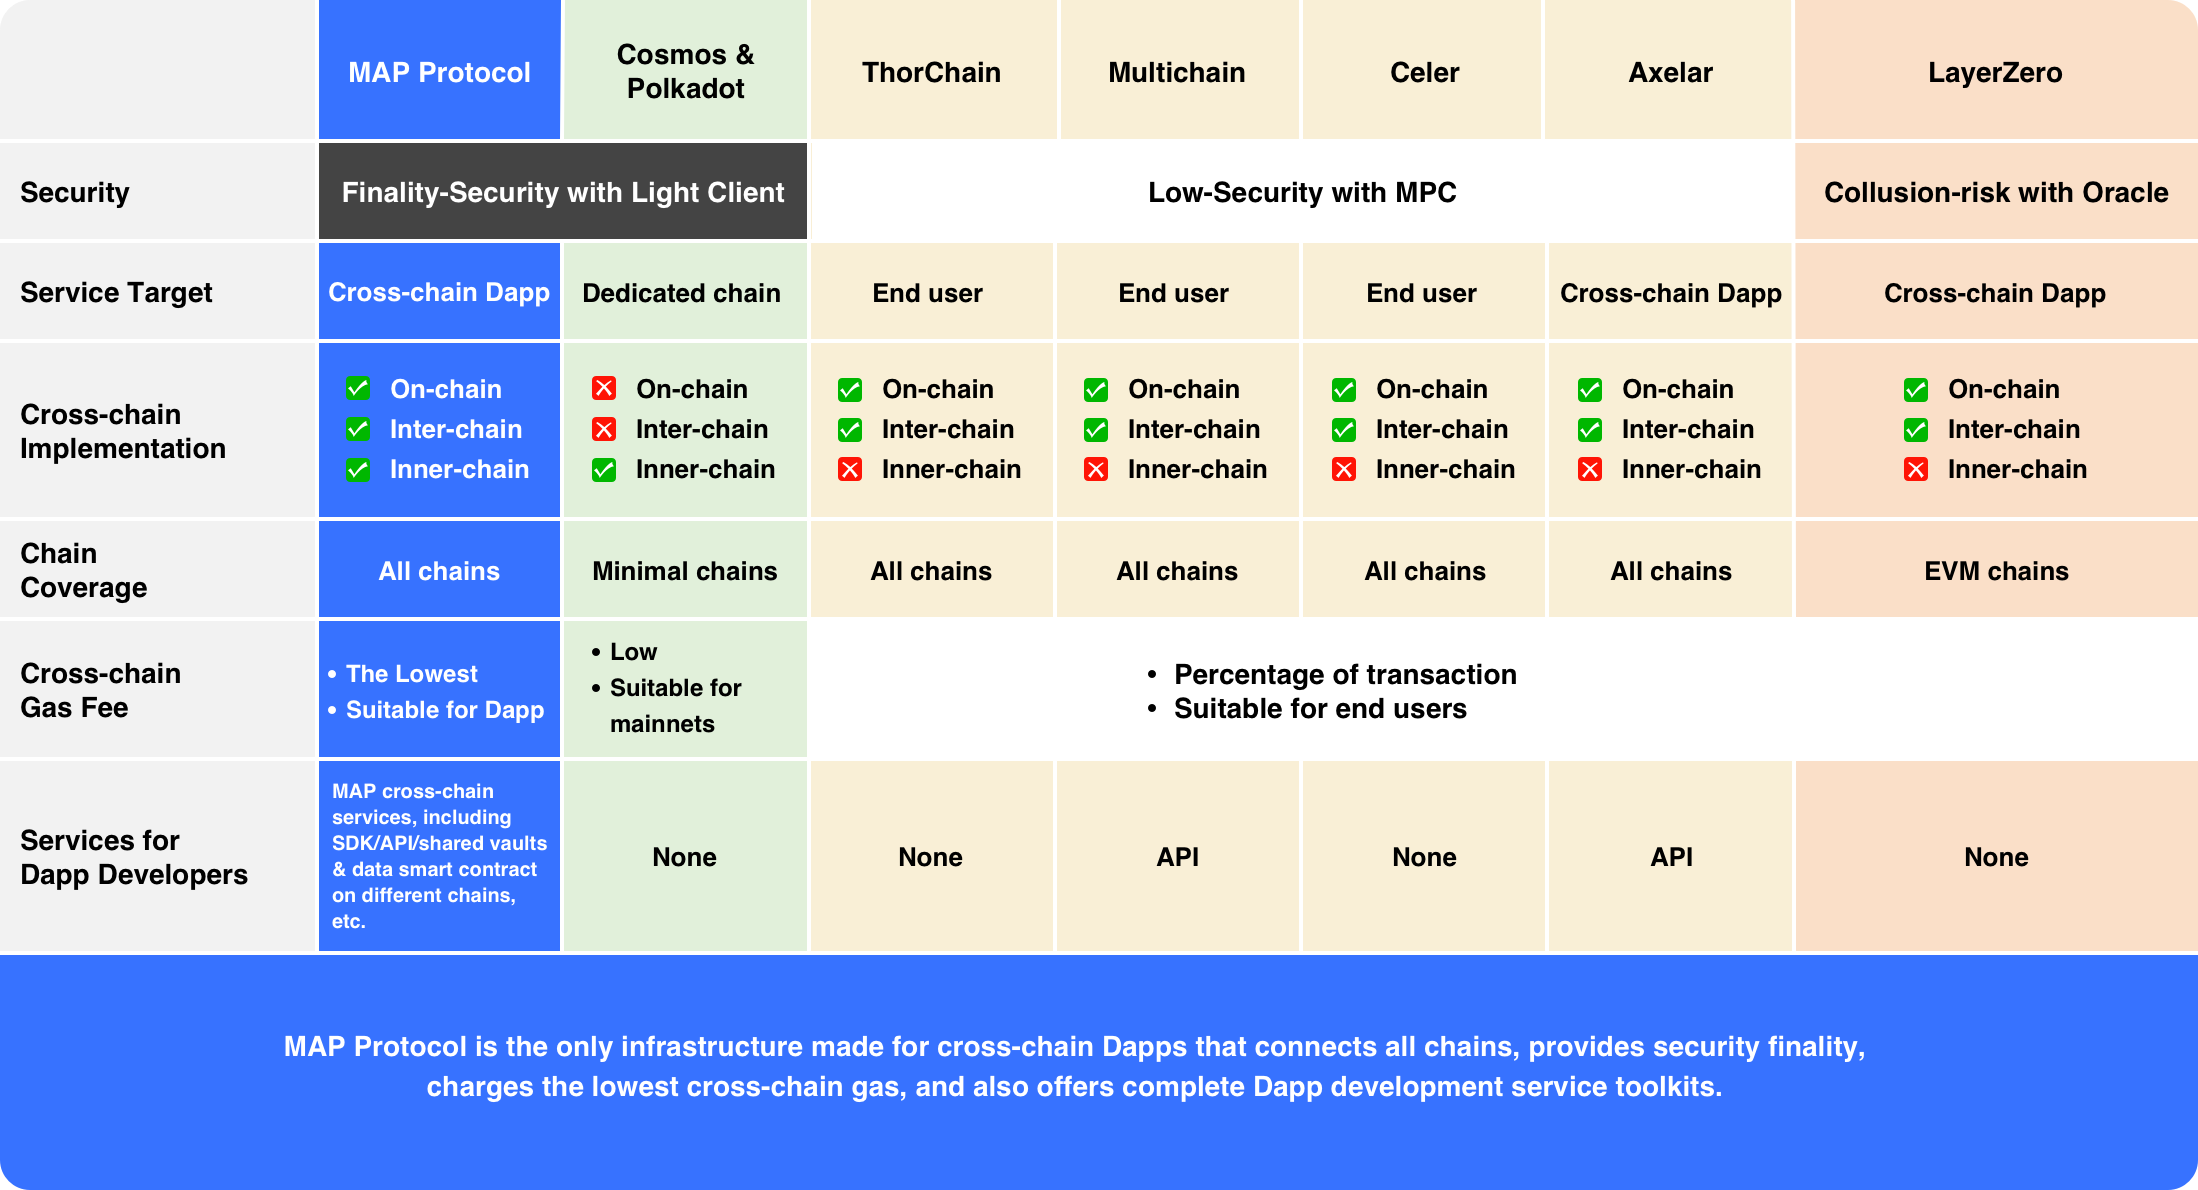 MAP Protocol
Cosmos &
Polkadot
ThorChain
Multichain
Celer
Axelar
LayerZero
Security
Finality-Security with Light Client
Low-Security with MPC
Collusion-risk with Oracle
Service Target
Cross-chain Dapp
Dedicated chain
End user
End user
End user
Cross-chain Dapp
Cross-chain Dapp
Cross-chain
Implementation
✅ On-chain
✅ Inter-chain
✅ Inner-chain
❌ On-chain
❌ Inter-chain
✅ Inner-chain
✅ On-chain
✅ Inter-chain
❌ Inner-chain
✅ On-chain
✅ Inter-chain
❌ Inner-chain
✅ On-chain
✅ Inter-chain
❌ Inner-chain
✅ On-chain
✅ Inter-chain
❌ Inner-chain
✅ On-chain
✅ Inter-chain
❌ Inner-chain
Chain
Coverage
All chains
Minimal chains
All chains
All chains
All chains
All chains
EVM chains
Cross-chain
Gas Fee
• The Lowest
• Suitable for Dapp
• Low
• Suitable for
mainnets
• Percentage of transaction
• Suitable for end users
Services for
Dapp Developers
MAP cross-chain
services, including
SDK/API/shared vaults
& data smart contract
on different chains,
etc.
None
None
API
None
API
None
MAP Protocol is the only infrastructure made for cross-chain Dapps that connects all chains, provides security finality,
charges the lowest cross-chain gas, and also offers complete Dapp development service toolkits.